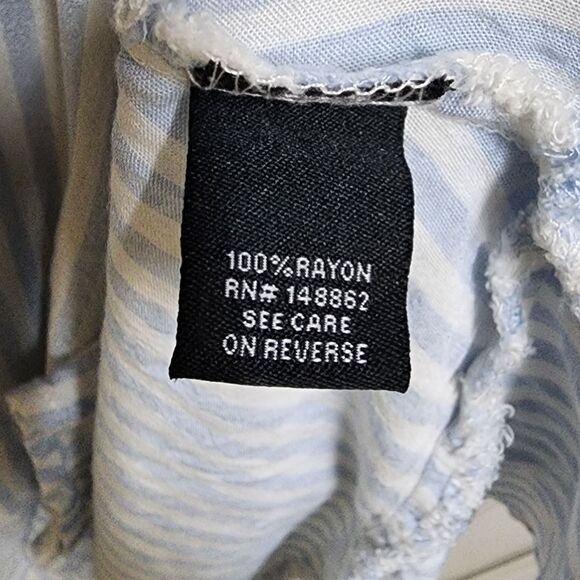 100%RAYON
RN# 148862
SEE CARE
ON REVERSE